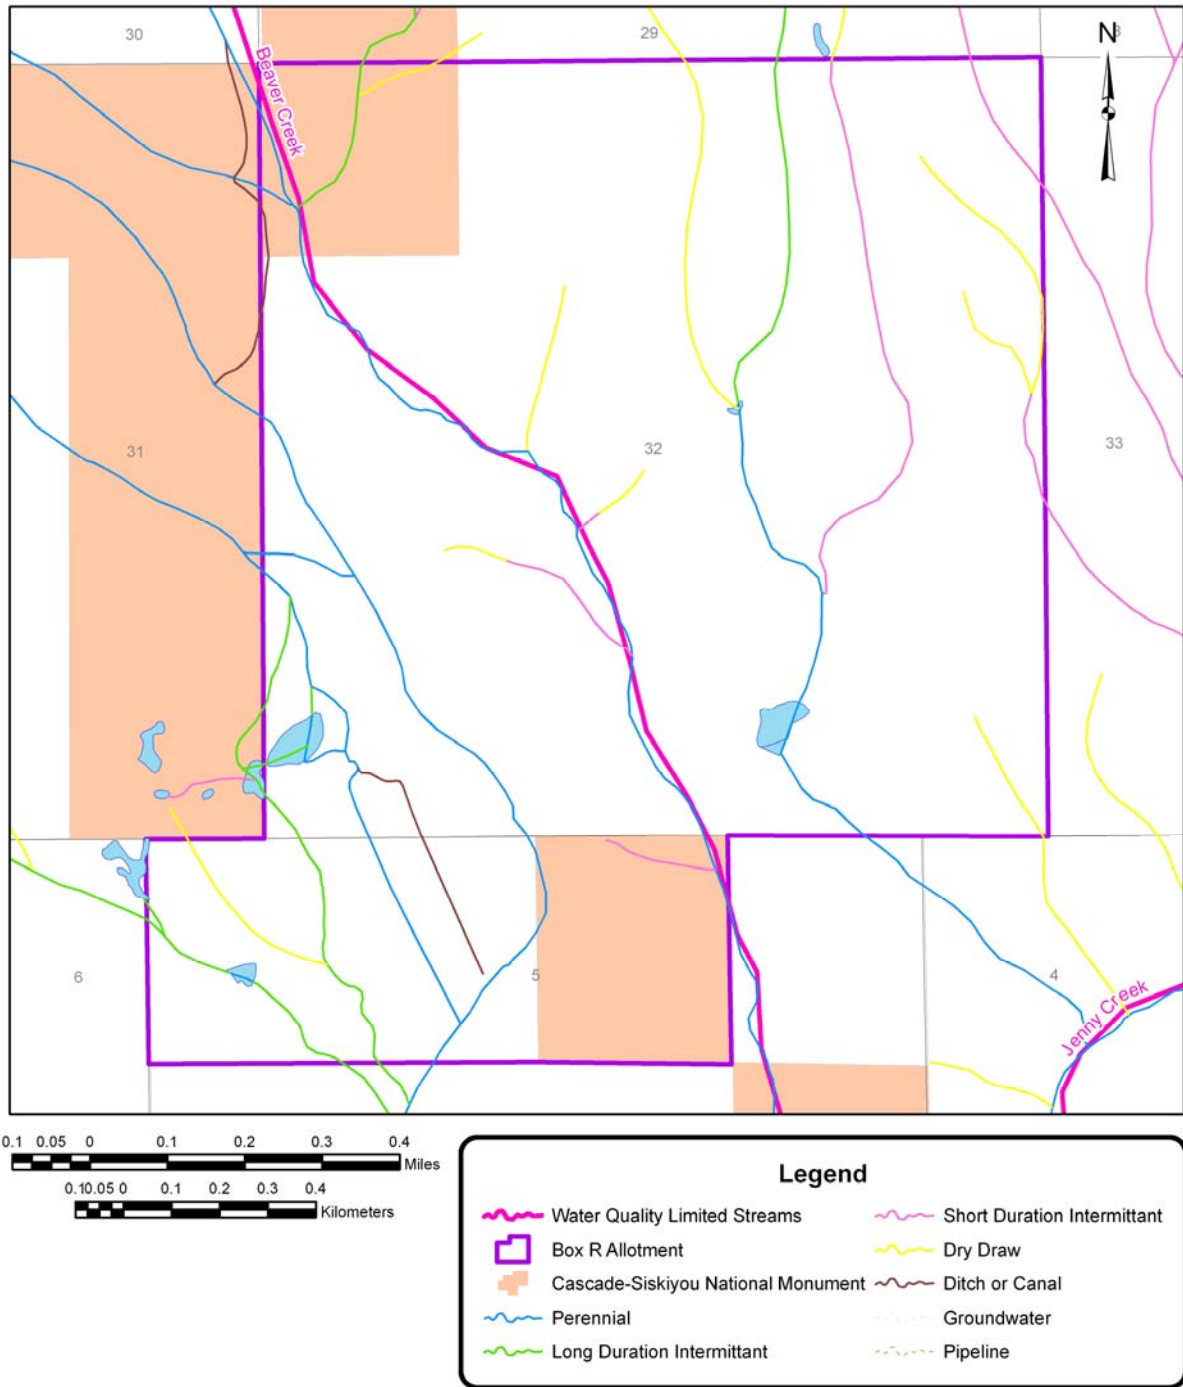 30
29
N
Beaver Creek
31
32
33
6
5
4
Jenny Creek
0.1 0.05 0 0.1 0.2 0.3 0.4
Miles
0.10.05 0 0.1 0.2 0.3 0.4
Kilometers
Legend
Water Quality Limited Streams
Box R Allotment
Cascade-Siskiyou National Monument
Perennial
Long Duration Intermittant
Short Duration Intermittant
Dry Draw
Ditch or Canal
Groundwater
Pipeline